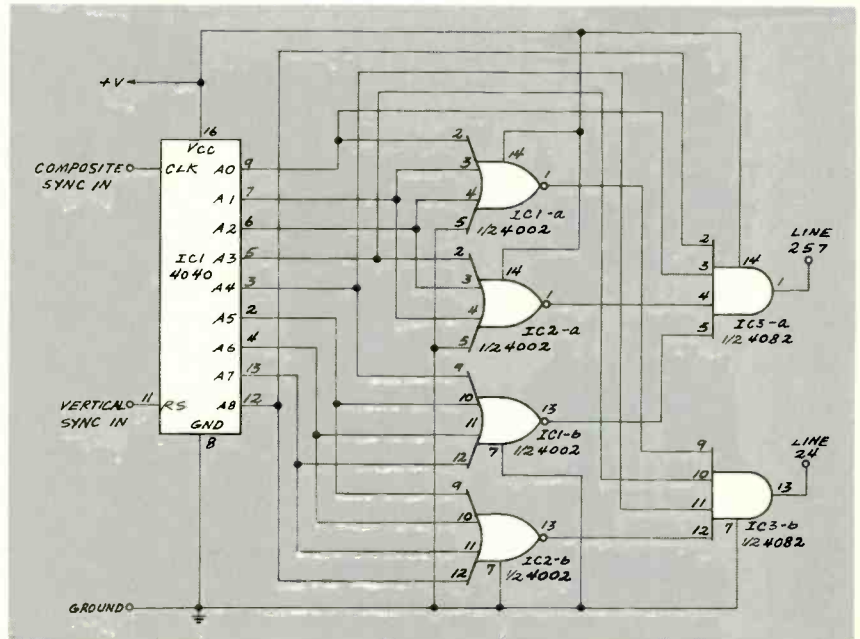 +V
16
VCC
COMPOSITE SYNC IN
CLK
A0 9
A1 7
A2 6
IC1 4040
A3 5
A4 3
A5 2
A6 4
A7 13
A8 12
VERTICAL SYNC IN
11 RS
GND
8
GROUND
2
3
4
5
14
1
IC1-a
1/2 4002
2
3
4
5
14
1
IC2-a
1/2 4002
9
10
11
12
7
13
IC1-b
1/2 4002
9
10
11
12
7
13
IC2-b
1/2 4002
2
3
4
5
14
1
IC3-a
1/2 4082
LINE 257
9
10
11
12
7
13
IC3-b
1/2 4082
LINE 24